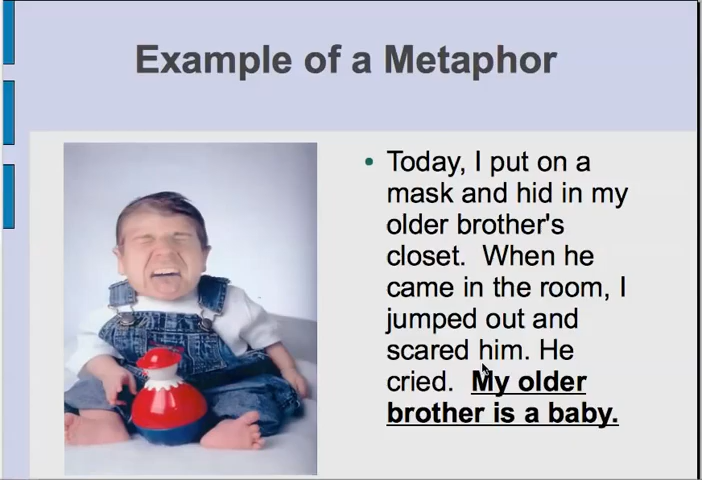 Example of a Metaphor
Today, I put on a
mask and hid in my
older brother's
closet. When he
came in the room, I
jumped out and
scared him. He
cried. My older
brother is a baby.